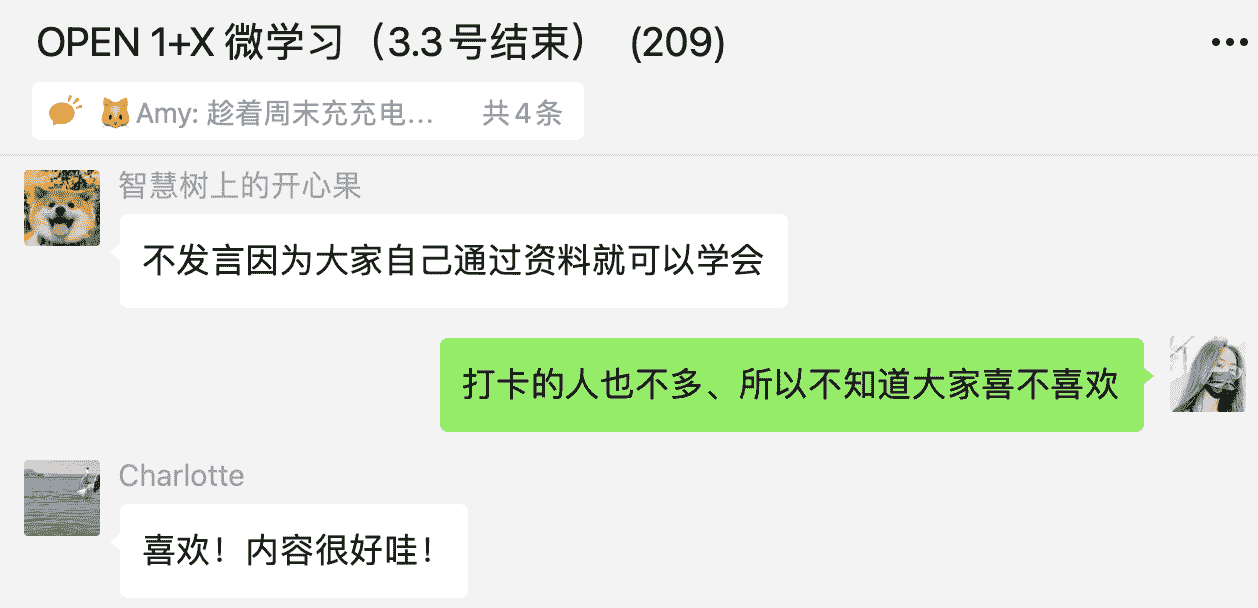 OPEN 1+X 微学习（3.3号结束） (209)
Amy: 趁着周末充充电… 共4条
智慧树上的开心果
不发言因为大家自己通过资料就可以学会
打卡的人也不多、所以不知道大家喜不喜欢
Charlotte
喜欢！内容很好哇！